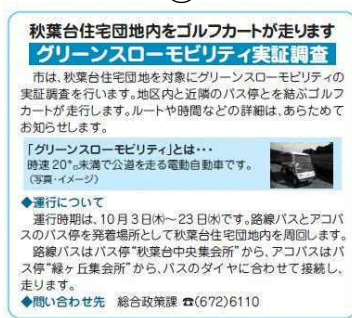 秋葉台住宅団地内をゴルフカートが走ります
グリーンスローモビリティ実証調査
市は、秋葉台住宅団地を対象にグリーンスローモビリティの
実証調査を行います。地区内と近隣のバス停とを結ぶゴルフ
カートが走行します。ルートや時間などの詳細は、あらためて
お知らせします。
「グリーンスローモビリティ」とは・・・
時速20㌔未満で公道を走る電動自動車です。
(写真・イメージ)
◆運行について
運行時期は、10月3日㈭～23日㈬です。路線バスとアコバ
スのバス停を発着場所として秋葉台住宅団地内を周回します。
路線バスはバス停“秋葉台中央集会所”から、アコバスはバ
ス停“緑ヶ丘集会所”から、バスのダイヤに合わせて接続し、
走ります。
◆問い合わせ先 総合政策課 ☎(672)6110